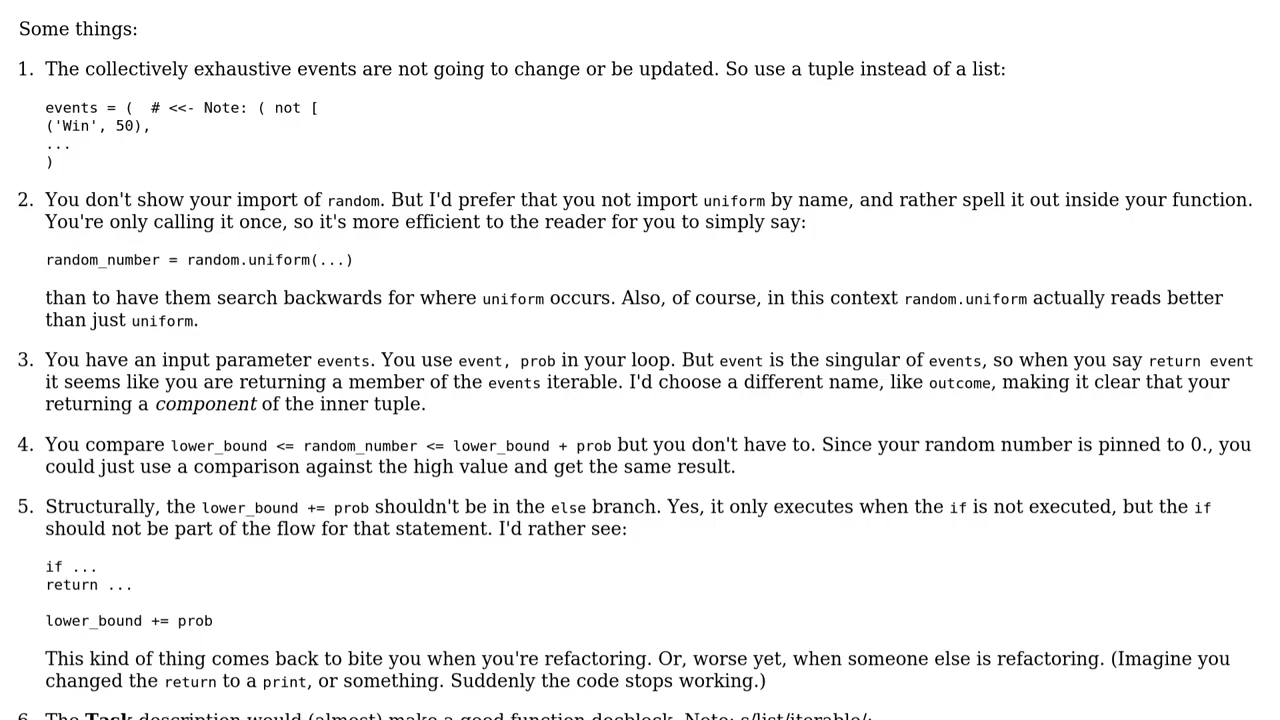 Some things:
1. The collectively exhaustive events are not going to change or be updated. So use a tuple instead of a list:
events = (  # <<- Note: ( not [
('Win', 50),
...
)
2. You don't show your import of random. But I'd prefer that you not import uniform by name, and rather spell it out inside your function.
You're only calling it once, so it's more efficient to the reader for you to simply say:
random_number = random.uniform(...)
than to have them search backwards for where uniform occurs. Also, of course, in this context random.uniform actually reads better
than just uniform.
3. You have an input parameter events. You use event, prob in your loop. But event is the singular of events, so when you say return event
it seems like you are returning a member of the events iterable. I'd choose a different name, like outcome, making it clear that your
returning a component of the inner tuple.
4. You compare lower_bound <= random_number <= lower_bound + prob but you don't have to. Since your random number is pinned to 0., you
could just use a comparison against the high value and get the same result.
5. Structurally, the lower_bound += prob shouldn't be in the else branch. Yes, it only executes when the if is not executed, but the if
should not be part of the flow for that statement. I'd rather see:
if ...
return ...
lower_bound += prob
This kind of thing comes back to bite you when you're refactoring. Or, worse yet, when someone else is refactoring. (Imagine you
changed the return to a print, or something. Suddenly the code stops working.)
6. The Task description would (almost) make a good function docblock. Note: s/list/iterable/: